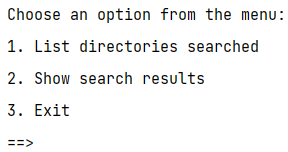 Choose an option from the menu:
1. List directories searched
2. Show search results
3. Exit
==>